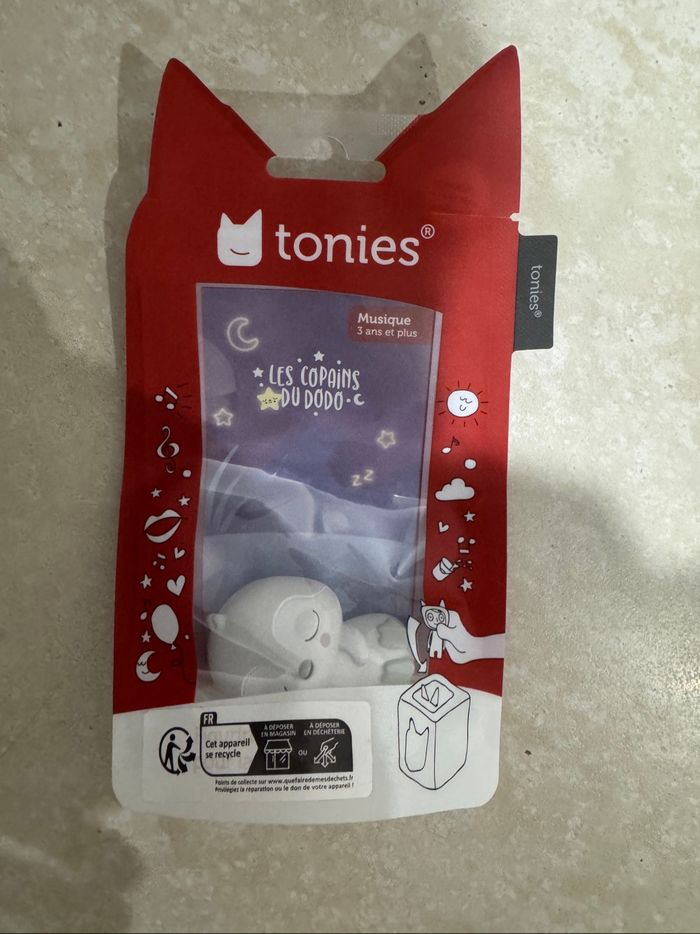 tonies®
tonies®
Musique
3 ans et plus
LES COPAINS
DU DODO
z z
FR
Cet appareil
se recycle
À DÉPOSER
EN MAGASIN
OU
À DÉPOSER
EN DÉCHÈTERIE
Points de collecte sur www.quefairedemesdechets.fr
Privilégiez la réparation ou le don de votre appareil !